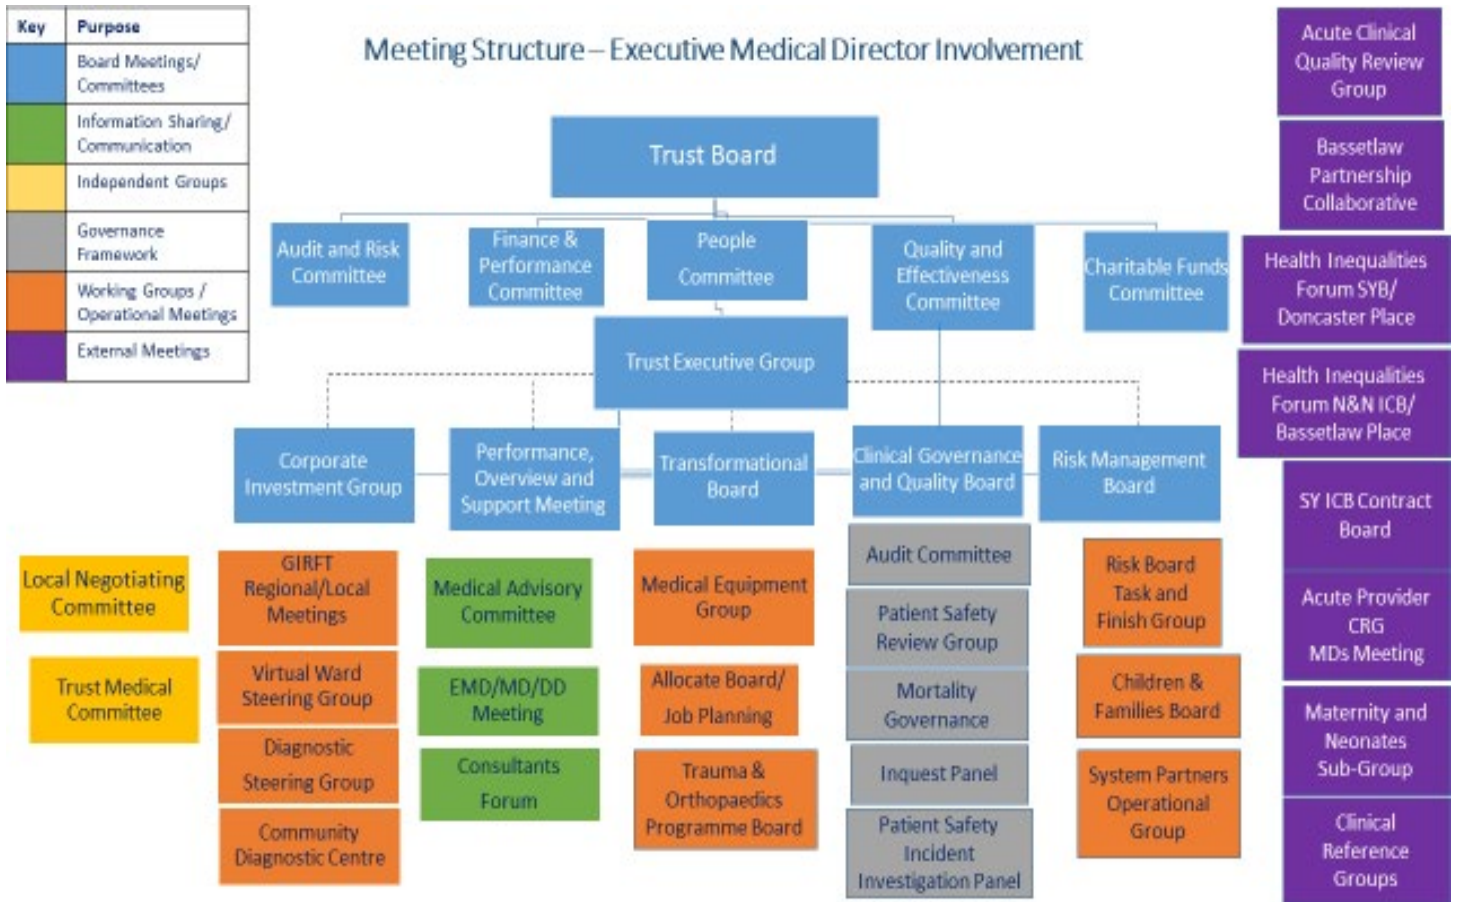 Key Purpose
Board Meetings/
Committees
Information Sharing/
Communication
Independent Groups
Governance
Framework
Working Groups /
Operational Meetings
External Meetings
Meeting Structure – Executive Medical Director Involvement
Trust Board
Audit and Risk
Committee
Finance &
Performance
Committee
People
Committee
Quality and
Effectiveness
Committee
Charitable Funds
Committee
Trust Executive Group
Corporate
Investment Group
Performance,
Overview and
Support Meeting
Transformational
Board
Clinical Governance
and Quality Board
Risk Management
Board
Local Negotiating
Committee
Trust Medical
Committee
GIRFT
Regional/Local
Meetings
Virtual Ward
Steering Group
Diagnostic
Steering Group
Community
Diagnostic Centre
Medical Advisory
Committee
EMD/MD/DD
Meeting
Consultants
Forum
Medical Equipment
Group
Allocate Board/
Job Planning
Trauma &
Orthopaedics
Programme Board
Audit Committee
Patient Safety
Review Group
Mortality
Governance
Inquest Panel
Patient Safety
Incident
Investigation Panel
Risk Board
Task and
Finish Group
Children &
Families Board
System Partners
Operational
Group
Acute Clinical
Quality Review
Group
Bassetlaw
Partnership
Collaborative
Health Inequalities
Forum SYB/
Doncaster Place
Health Inequalities
Forum N&N ICB/
Bassetlaw Place
SY ICB Contract
Board
Acute Provider
CRG
MDs Meeting
Maternity and
Neonates
Sub-Group
Clinical
Reference
Groups